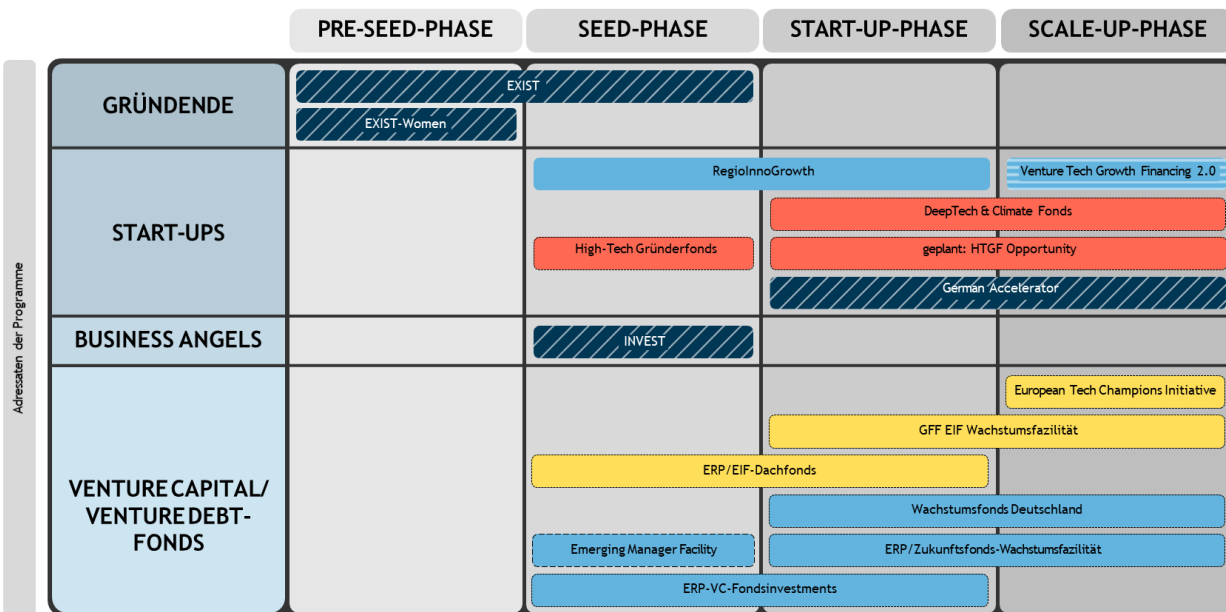 PRE-SEED-PHASE
SEED-PHASE
START-UP-PHASE
SCALE-UP-PHASE
Adressaten der Programme
GRÜNDENDE
EXIST
EXIST-Women
START-UPS
RegioInnoGrowth
Venture Tech Growth Financing 2.0
DeepTech & Climate Fonds
High-Tech Gründerfonds
geplant: HTGF Opportunity
German Accelerator
BUSINESS ANGELS
INVEST
VENTURE CAPITAL/
VENTURE DEBT-
FONDS
European Tech Champions Initiative
GFF EIF Wachstumsfazilität
ERP/EIF-Dachfonds
Wachstumsfonds Deutschland
Emerging Manager Facility
ERP/Zukunftsfonds-Wachstumsfazilität
ERP-VC-Fondsinvestments